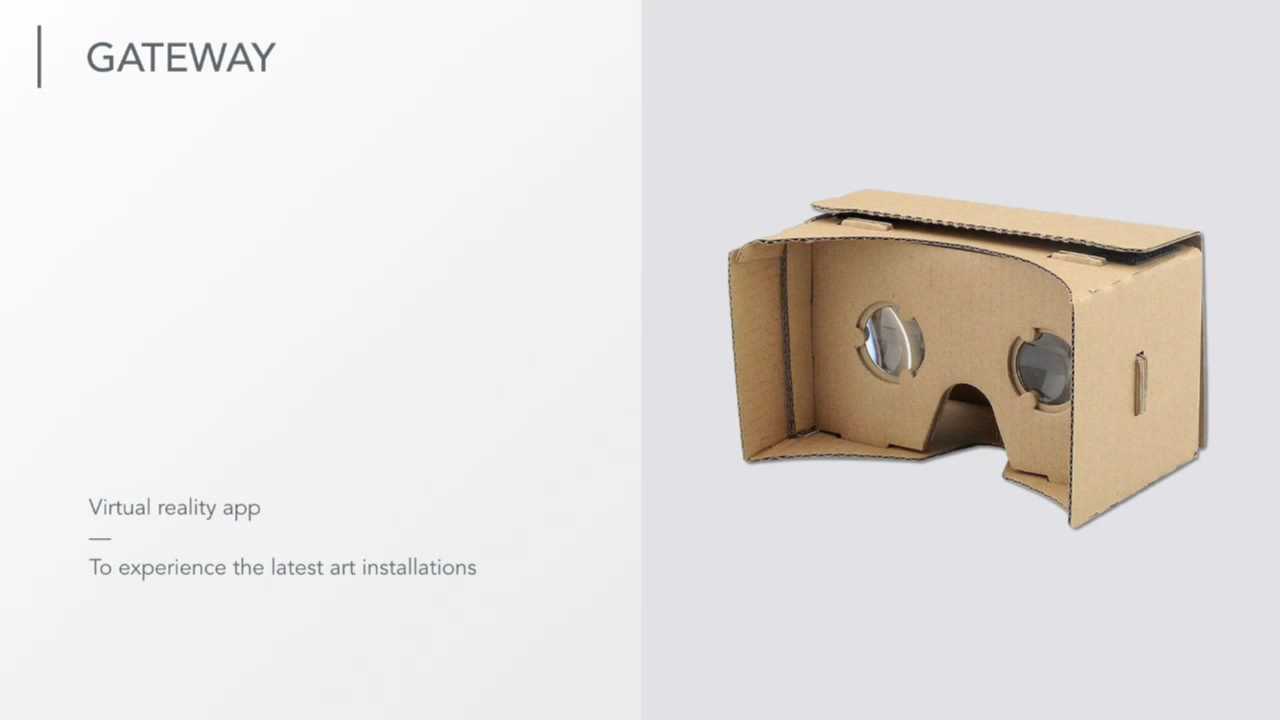 GATEWAY
Virtual reality app
—
To experience the latest art installations